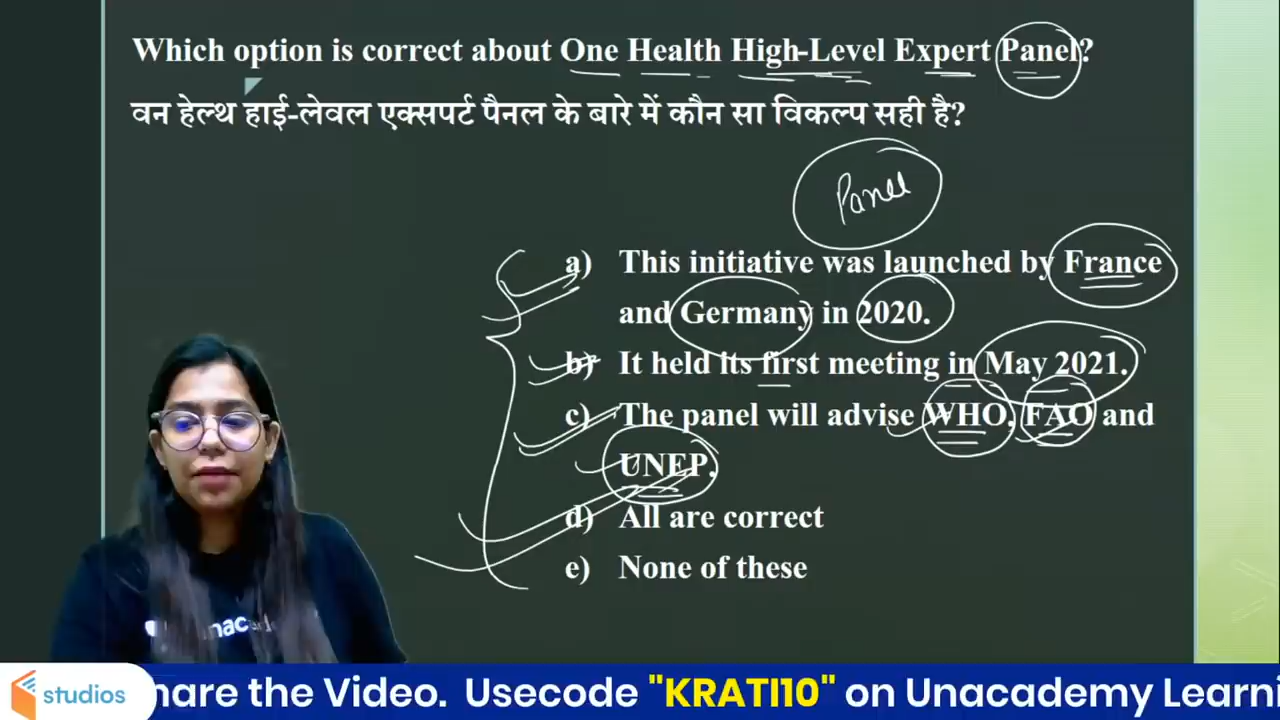 Which option is correct about One Health High-Level Expert Panel?
वन हेल्थ हाई-लेवल एक्सपर्ट पैनल के बारे में कौन सा विकल्प सही है?
Panel
a) This initiative was launched by France
and Germany in 2020.
b) It held its first meeting in May 2021.
c) The panel will advise WHO, FAO and
UNEP.
d) All are correct
e) None of these
studios
hare the Video. Usecode "KRATI10" on Unacademy Learni